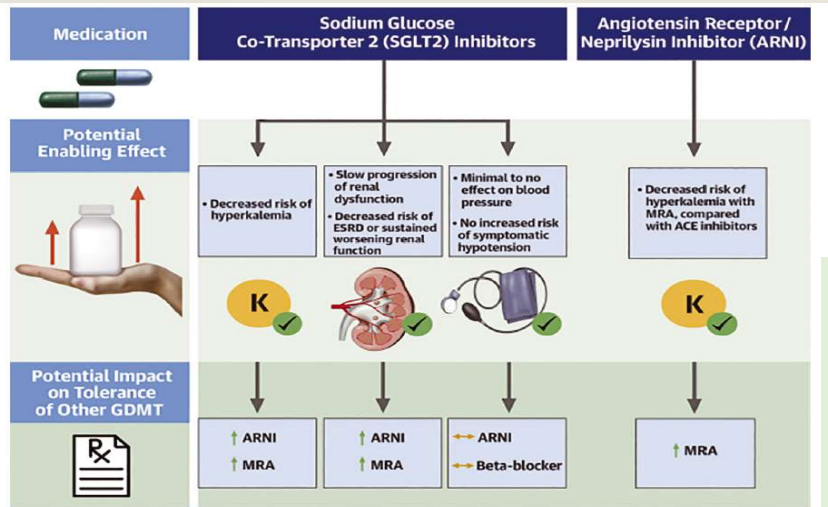 Medication
Sodium Glucose
Co-Transporter 2 (SGLT2) Inhibitors
Angiotensin Receptor/
Neprilysin Inhibitor (ARNI)
Potential
Enabling Effect
• Decreased risk of
hyperkalemia
• Slow progression
of renal
dysfunction
• Decreased risk of
ESRD or sustained
worsening renal
function
• Minimal to no
effect on blood
pressure
• No increased risk
of symptomatic
hypotension
• Decreased risk of
hyperkalemia with
MRA, compared
with ACE inhibitors
K
K
Potential Impact
on Tolerance
of Other GDMT
Rx
↑ ARNI
↑ MRA
↑ ARNI
↑ MRA
↔ ARNI
↔ Beta-blocker
↑ MRA